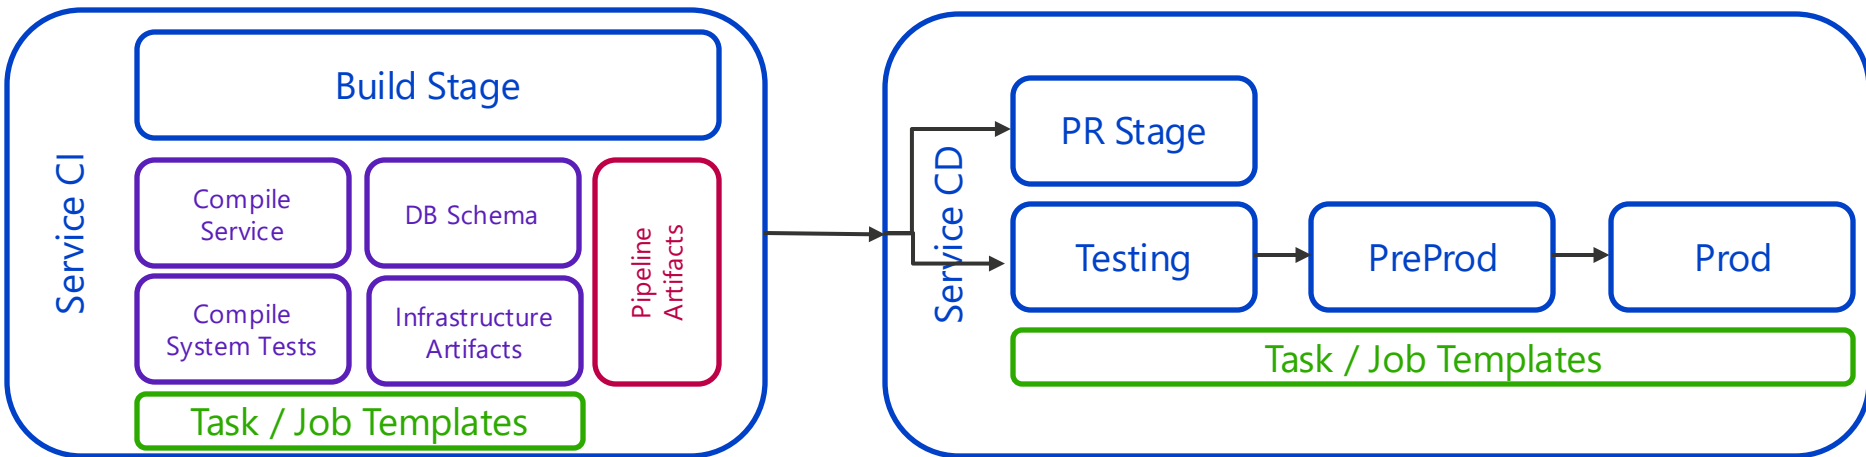 Service CI
Build Stage
Compile
Service
DB Schema
Compile
System Tests
Infrastructure
Artifacts
Pipeline
Artifacts
Task / Job Templates
Service CD
PR Stage
Testing
PreProd
Prod
Task / Job Templates